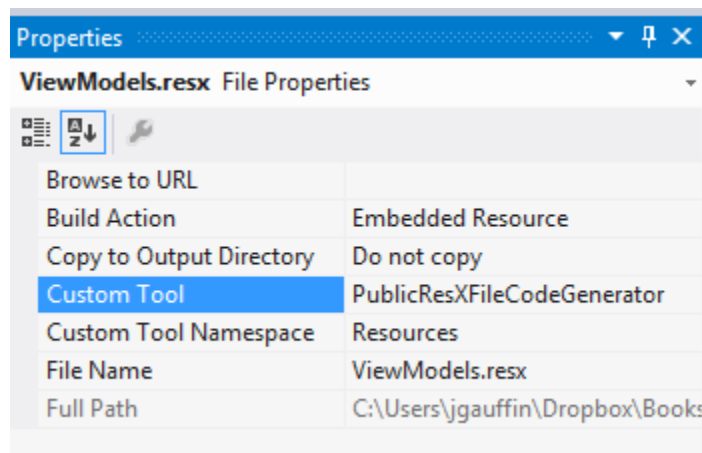 Properties
ViewModels.resx File Properties
Browse to URL
Build Action Embedded Resource
Copy to Output Directory Do not copy
Custom Tool PublicResXFileCodeGenerator
Custom Tool Namespace Resources
File Name ViewModels.resx
Full Path C:\Users\jgauffin\Dropbox\Books